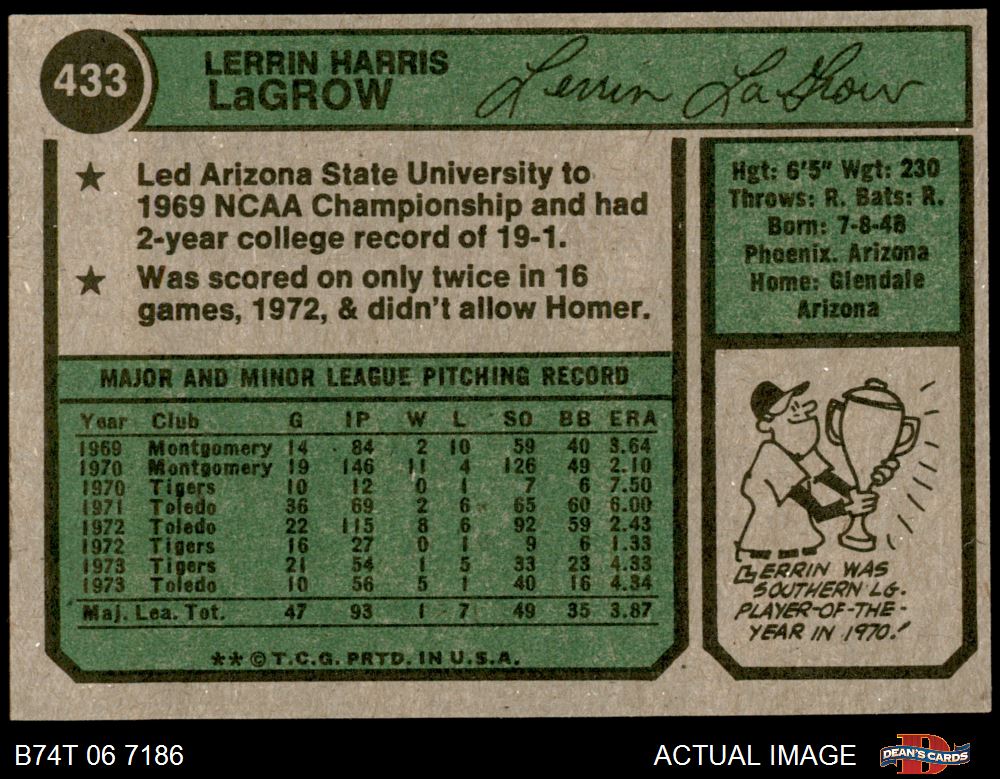 433
LERRIN HARRIS
LaGROW
Lerrin LaGrow
★ Led Arizona State University to
1969 NCAA Championship and had
2-year college record of 19-1.
★ Was scored on only twice in 16
games, 1972, & didn't allow Homer.
Hgt: 6'5" Wgt: 230
Throws: R. Bats: R.
Born: 7-8-48
Phoenix, Arizona
Home: Glendale
Arizona
MAJOR AND MINOR LEAGUE PITCHING RECORD
Year Club G IP W L SO BB ERA
1969 Montgomery 14 84 2 10 59 40 3.64
1970 Montgomery 19 146 11 4 126 49 2.10
1970 Tigers 10 12 0 1 7 6 7.50
1971 Toledo 36 69 2 6 65 60 6.00
1972 Toledo 22 115 8 6 92 59 2.43
1972 Tigers 16 27 0 1 9 6 1.33
1973 Tigers 21 54 1 5 33 23 4.33
1973 Toledo 10 56 5 1 40 16 4.34
Maj. Lea. Tot. 47 93 1 7 49 35 3.87
**©T.C.G. PRTD. IN U.S.A.
LERRIN WAS
SOUTHERN LG.
PLAYER-OF-THE-
YEAR IN 1970!
B74T 06 7186
ACTUAL IMAGE
DEAN'S CARDS